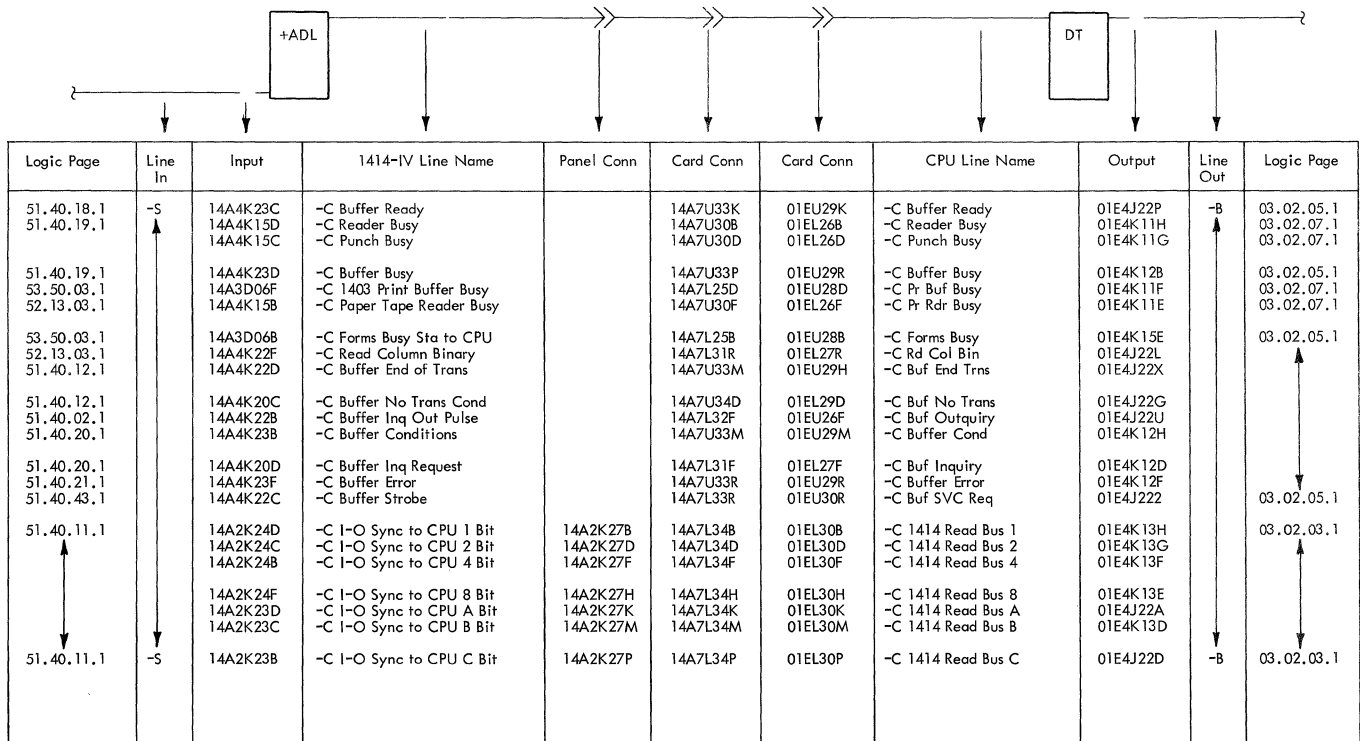 +ADL DT
Logic Page Line In Input 1414-IV Line Name Panel Conn Card Conn Card Conn CPU Line Name Output Line Out Logic Page
51.40.18.1 -S 14A4K23C -C Buffer Ready 14A7U33K 01EU29K -C Buffer Ready 01E4J22P -B 03.02.05.1
51.40.19.1 14A4K15D -C Reader Busy 14A7U30B 01EL26B -C Reader Busy 01E4K11H 03.02.07.1
14A4K15C -C Punch Busy 14A7U30D 01EL26D -C Punch Busy 01E4K11G 03.02.07.1
51.40.19.1 14A4K23D -C Buffer Busy 14A7U33P 01EU29R -C Buffer Busy 01E4K12B 03.02.05.1
53.50.03.1 14A3D06F -C 1403 Print Buffer Busy 14A7L25D 01EU28D -C Pr Buf Busy 01E4K11F 03.02.07.1
52.13.03.1 14A4K15B -C Paper Tape Reader Busy 14A7U30F 01EL26F -C Pr Rdr Busy 01E4K11E 03.02.07.1
53.50.03.1 14A3D06B -C Forms Busy Sta to CPU 14A7L25B 01EU28B -C Forms Busy 01E4K15E 03.02.05.1
52.13.03.1 14A4K22F -C Read Column Binary 14A7L31R 01EL27R -C Rd Col Bin 01E4J22L
51.40.12.1 14A4K22D -C Buffer End of Trans 14A7U33M 01EU29H -C Buf End Trns 01E4J22X
51.40.12.1 14A4K20C -C Buffer No Trans Cond 14A7U34D 01EL29D -C Buf No Trans 01E4J22G
51.40.02.1 14A4K22B -C Buffer Inq Out Pulse 14A7L32F 01EU26F -C Buf Outquiry 01E4J22U
51.40.20.1 14A4K23B -C Buffer Conditions 14A7U33M 01EU29M -C Buffer Cond 01E4K12H
51.40.20.1 14A4K20D -C Buffer Inq Request 14A7L31F 01EL27F -C Buf Inquiry 01E4K12D
51.40.21.1 14A4K23F -C Buffer Error 14A7U33R 01EU29R -C Buffer Error 01E4K12F
51.40.43.1 14A4K22C -C Buffer Strobe 14A7L33R 01EU30R -C Buf SVC Req 01E4J222 03.02.05.1
51.40.11.1 14A2K24D -C I-O Sync to CPU 1 Bit 14A2K27B 14A7L34B 01EL30B -C 1414 Read Bus 1 01E4K13H 03.02.03.1
14A2K24C -C I-O Sync to CPU 2 Bit 14A2K27D 14A7L34D 01EL30D -C 1414 Read Bus 2 01E4K13G
14A2K24B -C I-O Sync to CPU 4 Bit 14A2K27F 14A7L34F 01EL30F -C 1414 Read Bus 4 01E4K13F
14A2K24F -C I-O Sync to CPU 8 Bit 14A2K27H 14A7L34H 01EL30H -C 1414 Read Bus 8 01E4K13E
14A2K23D -C I-O Sync to CPU A Bit 14A2K27K 14A7L34K 01EL30K -C 1414 Read Bus A 01E4J22A
14A2K23C -C I-O Sync to CPU B Bit 14A2K27M 14A7L34M 01EL30M -C 1414 Read Bus B 01E4K13D
51.40.11.1 -S 14A2K23B -C I-O Sync to CPU C Bit 14A2K27P 14A7L34P 01EL30P -C 1414 Read Bus C 01E4J22D -B 03.02.03.1